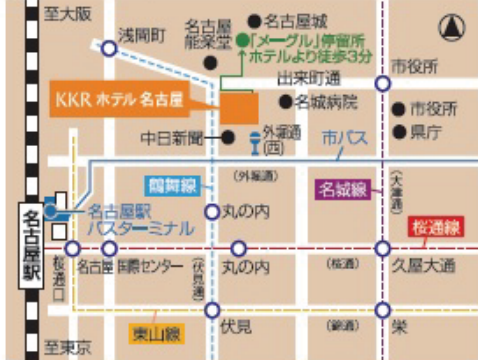 至大阪
浅間町
名古屋
能楽堂
名古屋城
「メーグル」停留所
ホテルより徒歩3分
出来町通
市役所
KKR ホテル 名古屋
名城病院
市役所
県庁
中日新聞
外堀通
(西)
市バス
(外堀通)
鶴舞線
名城線
(大津通)
名古屋駅
バスターミナル
丸の内
桜通線
名古屋駅
桜通口
名古屋
国際センター
(伏見通)
丸の内
(桜通)
久屋大通
東山線
伏見
(錦通)
栄
至東京